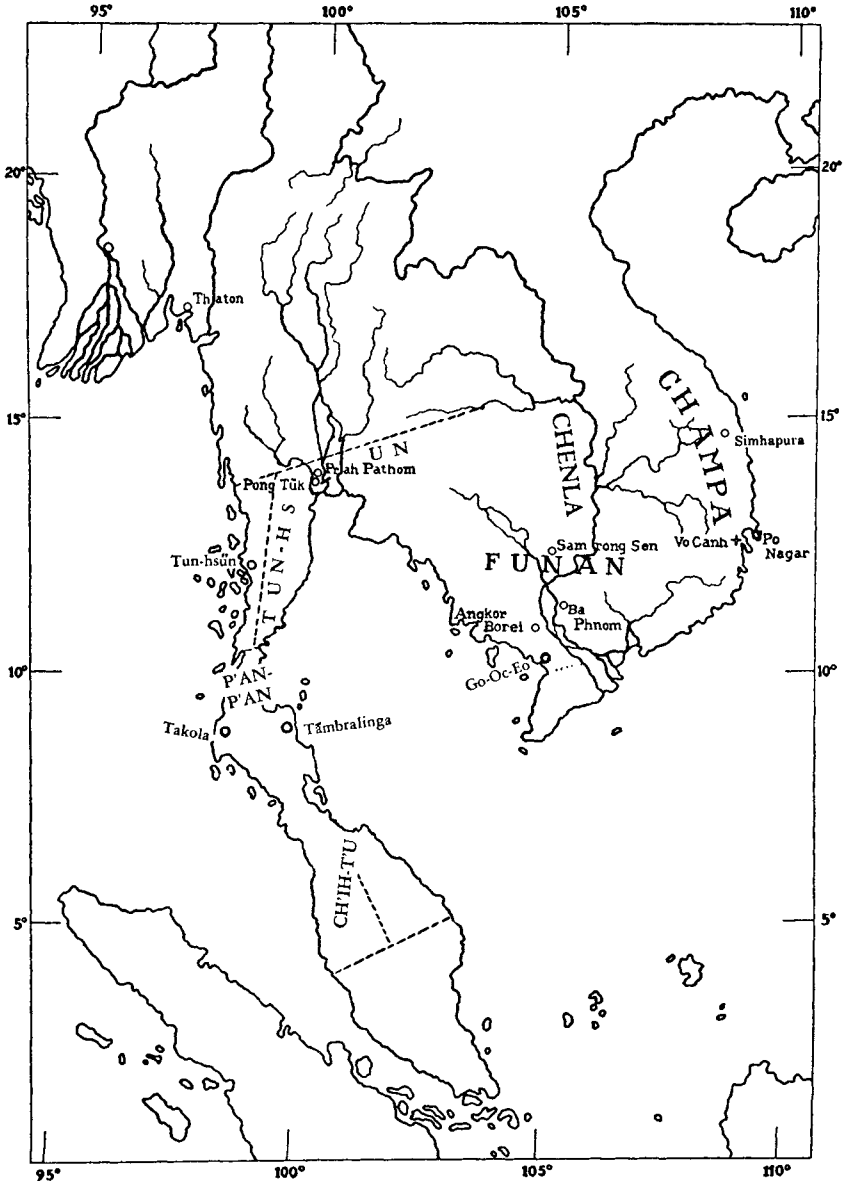 95°
100°
105°
110°
20°
20°
Thaton
15°
15°
CHAMPA
Simhapura
CHENLA
UN
Prah Pathom
Pong Tŭk
TUN-HS
Tun-hsŭn
Sam rong Sen
FUNAN
Vo Canh
Po
Nagar
Angkor
Borei
Ba
Phnom
Go-Oc-Eo
10°
10°
P'AN-
P'AN
Takola
Tāmbralinga
CH'IH-T'U
5°
5°
95°
100°
105°
110°